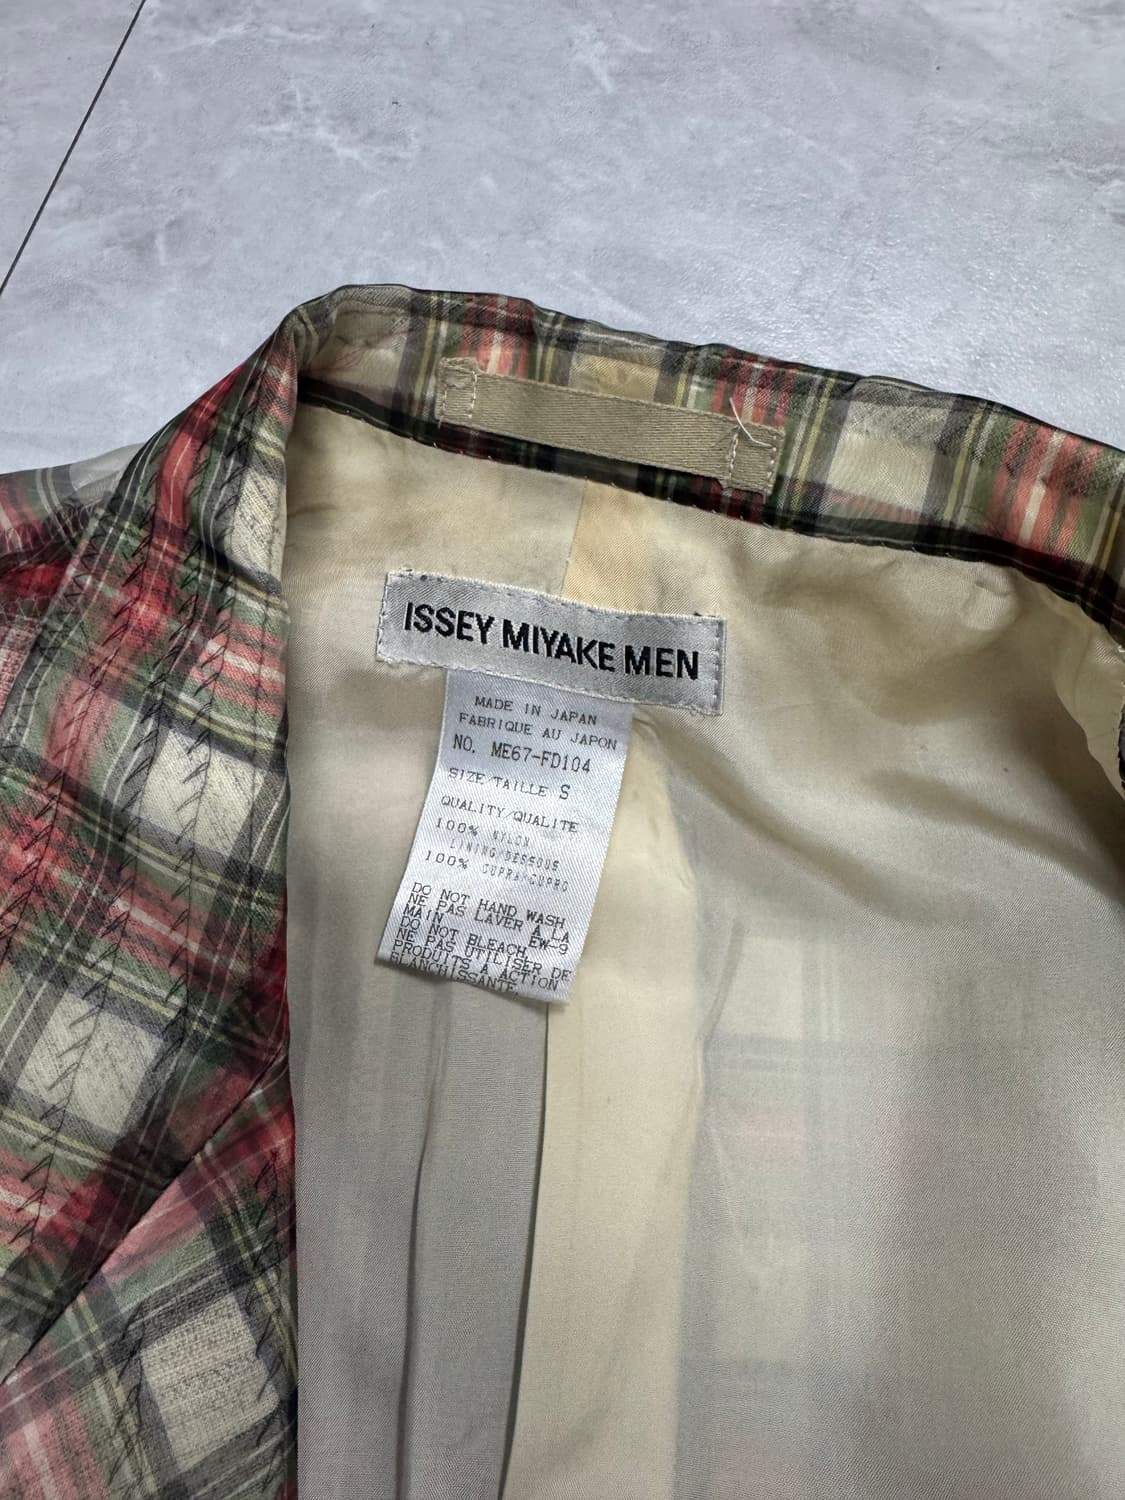 ISSEY MIYAKE MEN
MADE IN JAPAN
FABRIQUE AU JAPON
NO. ME67-FD104
SIZE/TAILLE S
QUALITY/QUALITE
100% NYLON
LINING/DESSOUS
100% CUPRA/CUPRO
DO NOT HAND WASH
NE PAS LAVER A LA
MAIN
EW-9
DO NOT BLEACH
NE PAS UTILISER DE
PRODUITS A ACTION
BLANCHISSANTE